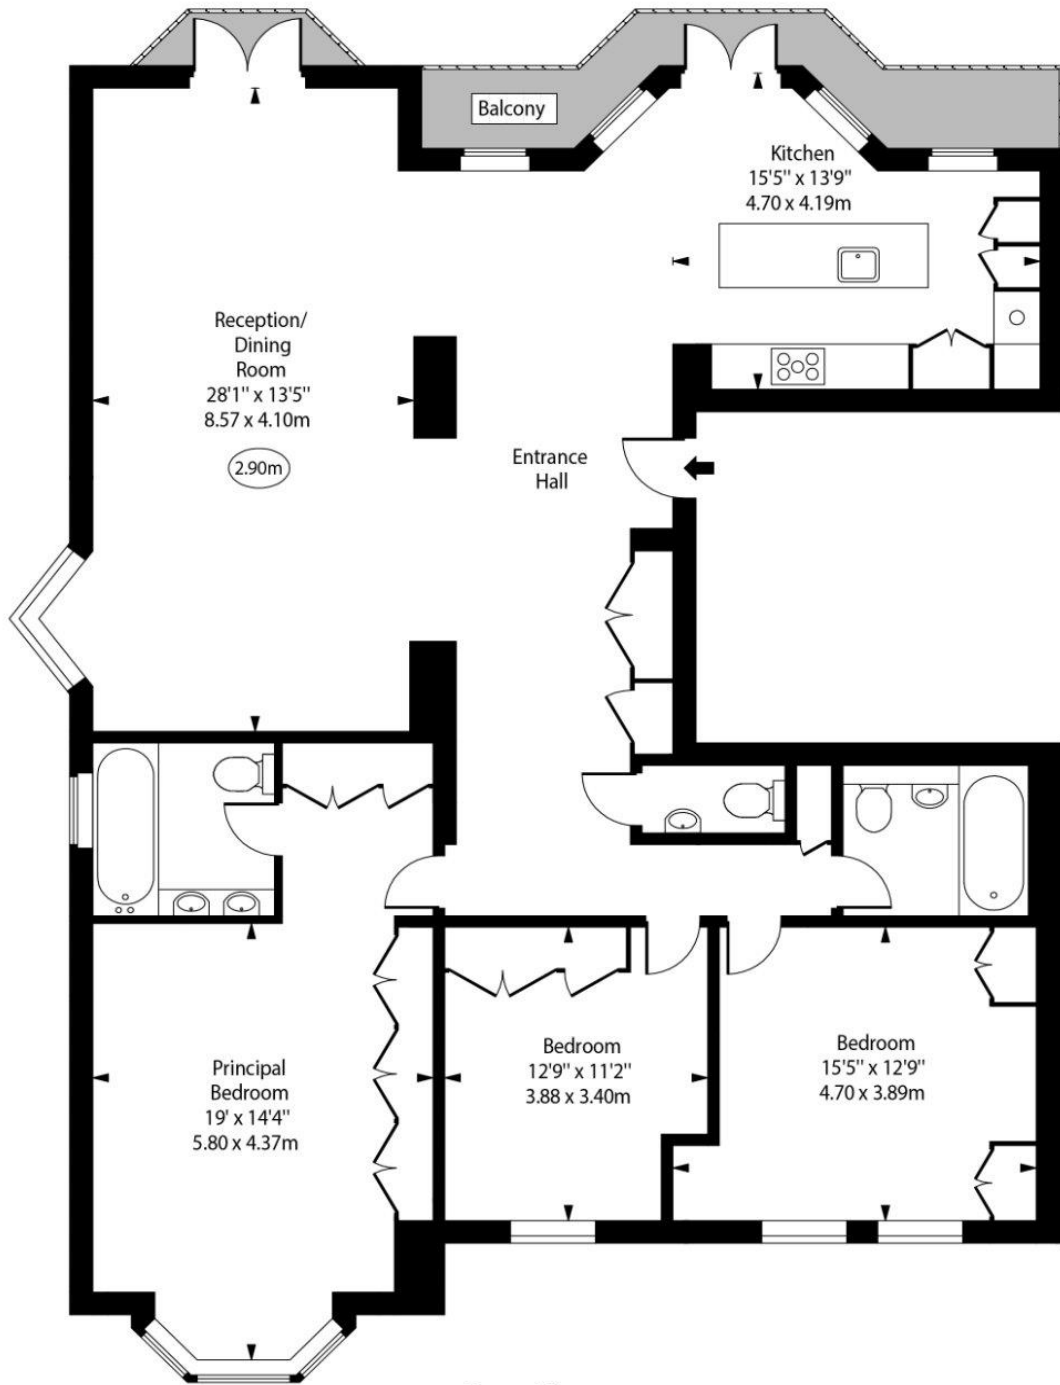 Balcony
Kitchen
15'5'' x 13'9''
4.70 x 4.19m
Reception/
Dining
Room
28'1'' x 13'5''
8.57 x 4.10m
2.90m
Entrance
Hall
Principal
Bedroom
19' x 14'4''
5.80 x 4.37m
Bedroom
12'9'' x 11'2''
3.88 x 3.40m
Bedroom
15'5'' x 12'9''
4.70 x 3.89m